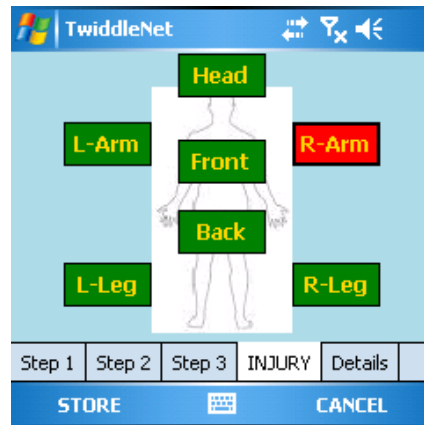 TwiddleNet
Head
L-Arm
R-Arm
Front
Back
L-Leg
R-Leg
Step 1 Step 2 Step 3 INJURY Details
STORE CANCEL